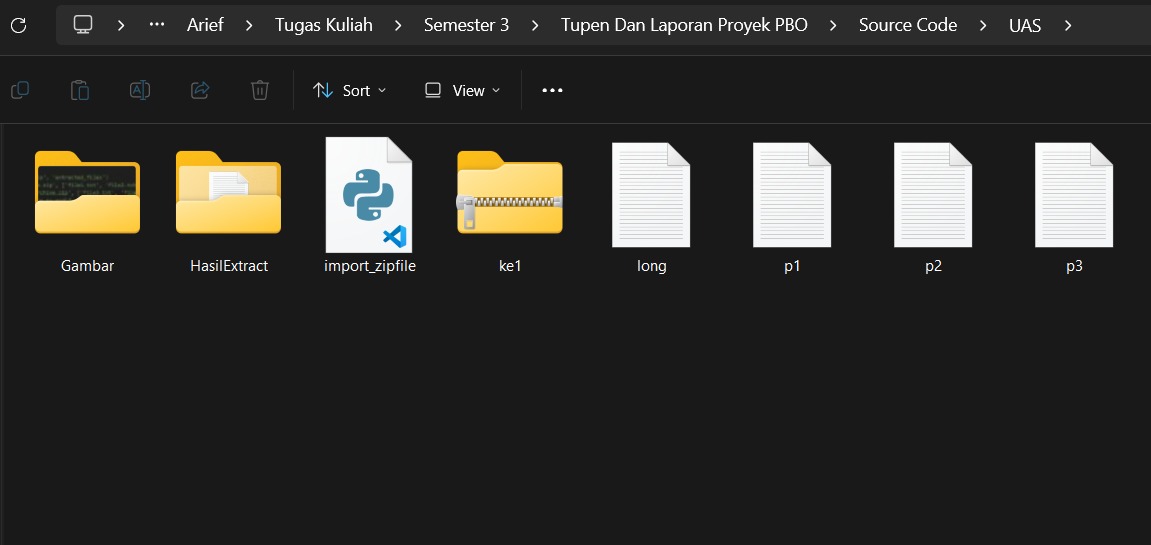 Arief > Tugas Kuliah > Semester 3 > Tupen Dan Laporan Proyek PBO > Source Code > UAS >
Sort View
Gambar HasilExtract import_zipfile ke1 long p1 p2 p3